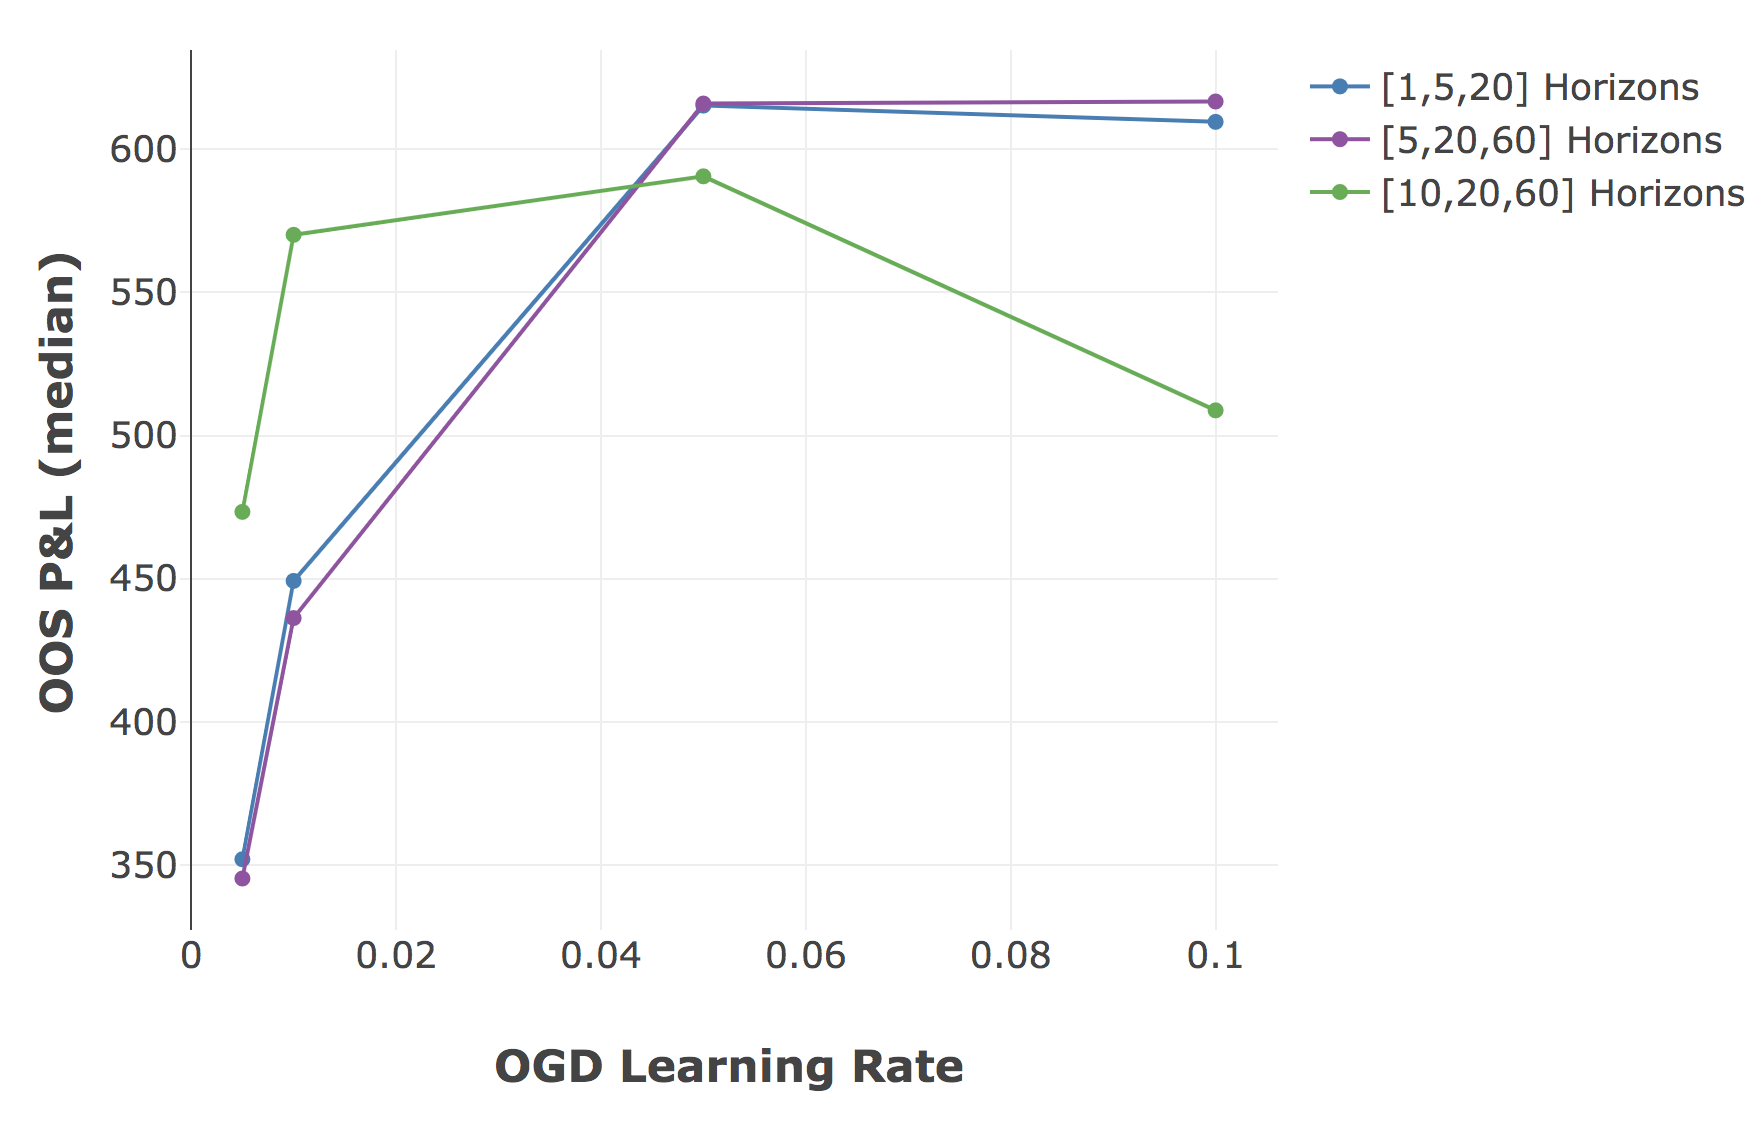 [1,5,20] Horizons
[5,20,60] Horizons
[10,20,60] Horizons
OOS P&L (median)
600
550
500
450
400
350
0
0.02
0.04
0.06
0.08
0.1
OGD Learning Rate